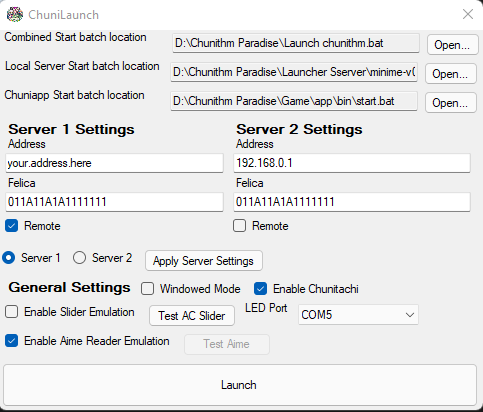 ChuniLaunch
Combined Start batch location D:\Chunithm Paradise\Launch chunithm.bat Open...
Local Server Start batch location D:\Chunithm Paradise\Launcher Sserver\minime-v( Open...
Chuniapp Start batch location D:\Chunithm Paradise\Game\app\bin\start.bat Open...
Server 1 Settings Server 2 Settings
Address Address
your.address.here 192.168.0.1
Felica Felica
011A11A1A1111111 011A11A1A1111111
Remote Remote
Server 1 Server 2 Apply Server Settings
General Settings Windowed Mode Enable Chunitachi
Enable Slider Emulation Test AC Slider LED Port COM5
Enable Aime Reader Emulation Test Aime
Launch